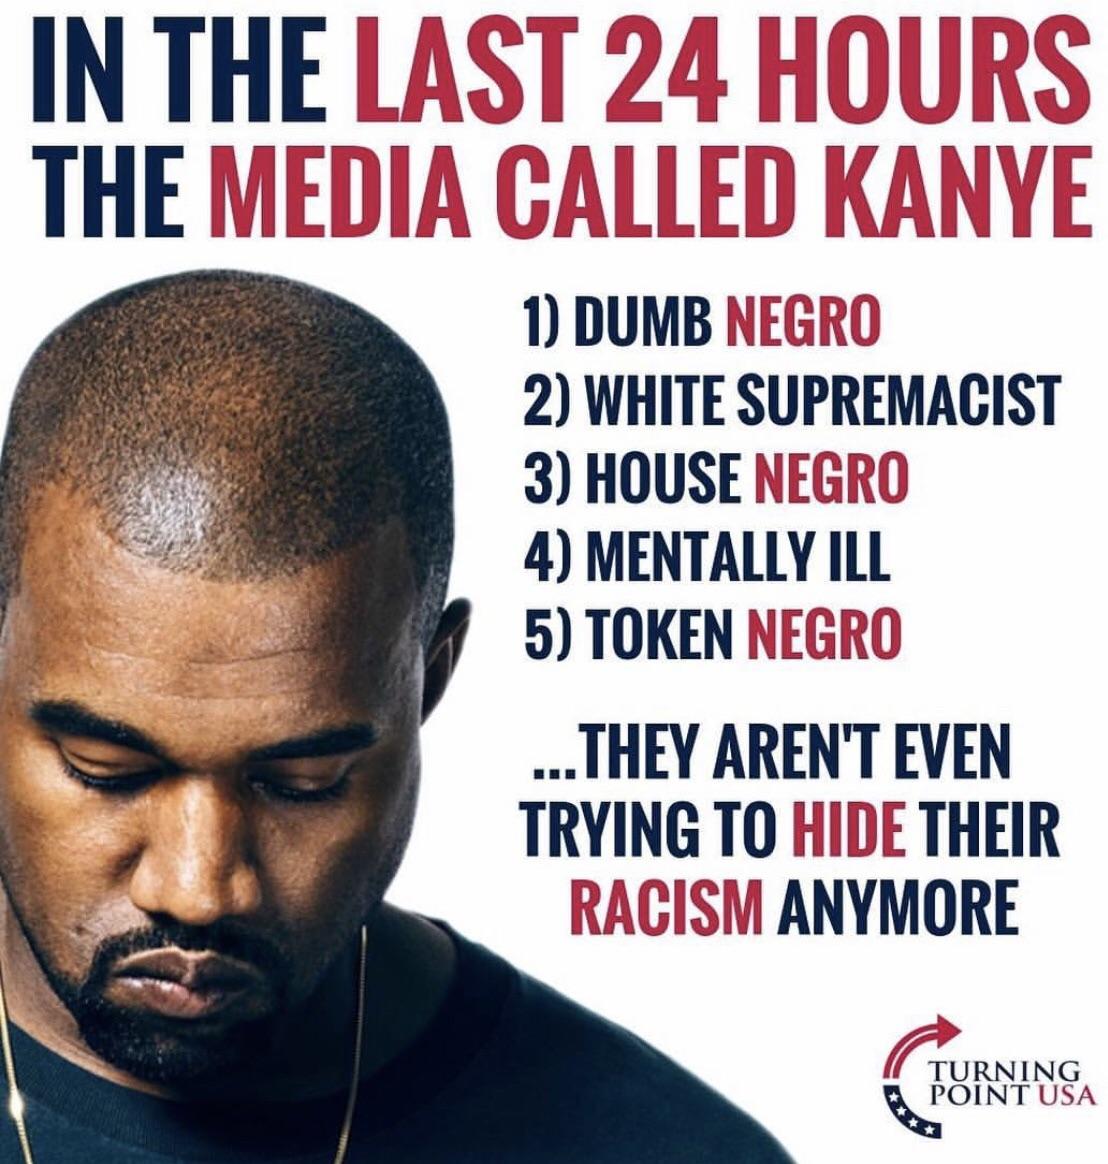 IN THE LAST 24 HOURS
THE MEDIA CALLED KANYE
1) DUMB NEGRO
2) WHITE SUPREMACIST
3) HOUSE NEGRO
4) MENTALLY ILL
5) TOKEN NEGRO
...THEY AREN'T EVEN
TRYING TO HIDE THEIR
RACISM ANYMORE
TURNING
POINT USA